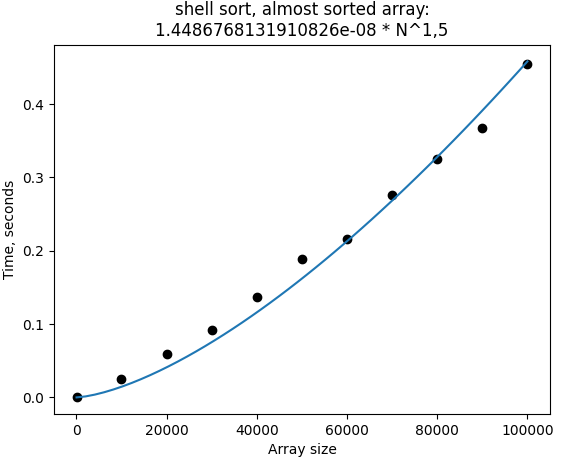 shell sort, almost sorted array:
1.4486768131910826e-08 * N^1,5
0.4
0.3
0.2
0.1
0.0
Time, seconds
0 20000 40000 60000 80000 100000
Array size